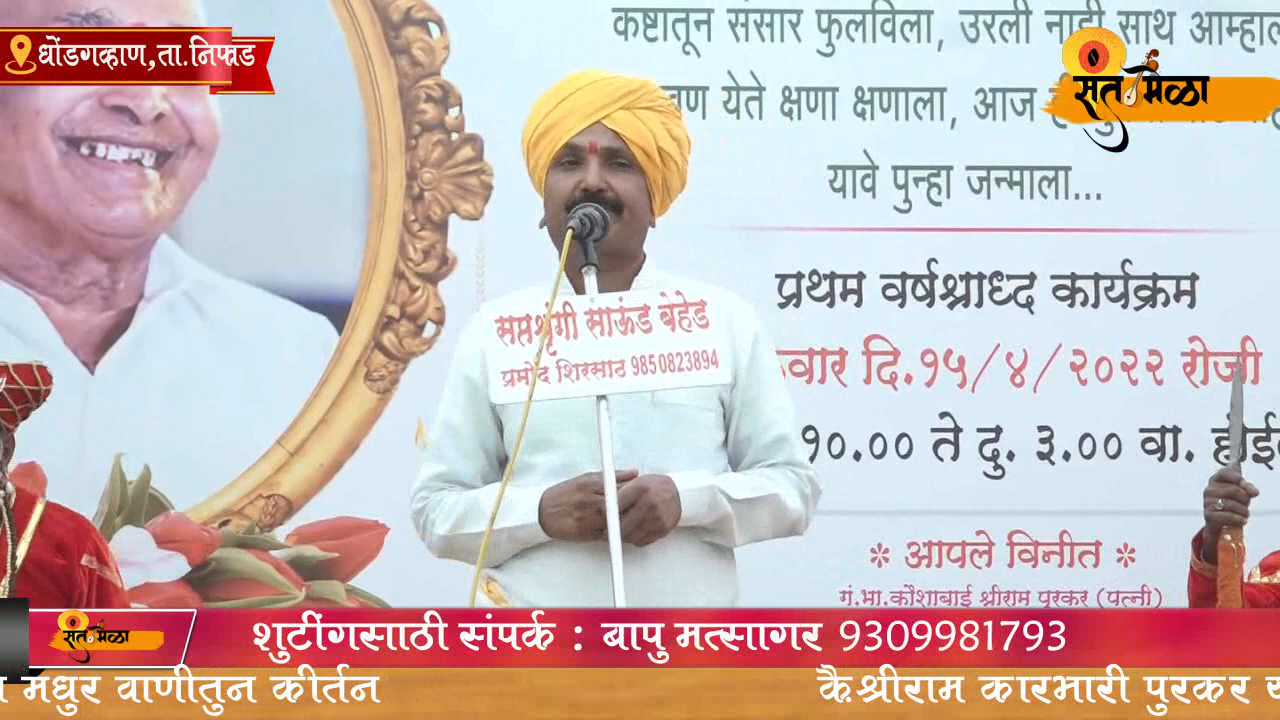 धोंडगव्हाण,ता.निफाड
कष्टातून संसार फुलविला, उरली नाही साथ आम्हाला
येते क्षणा क्षणाला, आज
यावे पुन्हा जन्माला...
संत मेळा
प्रथम वर्षश्राध्द कार्यक्रम
दि.१५/४/२०२२ रोजी
१०.०० ते दु. ३.०० वा.
* आपले विनीत *
गं.भा.कौशाबाई श्रीराम पुरकर (पत्नी)
सप्तश्रृंगी साऊंड बेहेड
प्रमोद शिरसाठ 9850823894
संत मेळा
शुटींगसाठी संपर्क : बापु मत्सागर 9309981793
मधुर वाणीतुन कीर्तन
कै.श्रीराम कारभारी पुरकर